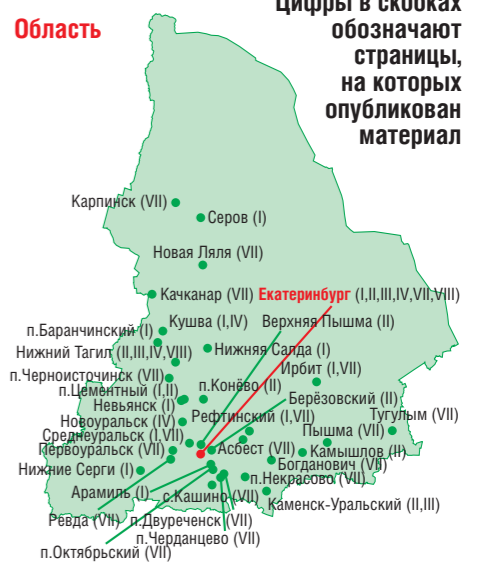 Цифры в скобках
обозначают
страницы,
на которых
опубликован
материал
Область
Карпинск (VII)
Серов (I)
Новая Ляля (VII)
Качканар (VII) Екатеринбург (I,II,III,IV,VII,VIII)
п.Баранчинский (I) Кушва (I,IV) Верхняя Пышма (II)
Нижний Тагил (II,III,IV,VIII) Нижняя Салда (I)
п.Черноисточинск (VII) Ирбит (I,VII)
п.Цементный (I,II) п.Конёво (II)
Невьянск (I) Берёзовский (II)
Новоуральск (IV) Рефтинский (I,VII) Тугулым (VII)
Среднеуральск (I,VII) Пышма (VII)
Первоуральск (VII) Асбест (VII) Камышлов (II)
Нижние Серги (I) Богданович (VII)
Арамиль (I) с.Кашино (VII) п.Некрасово (VII)
Ревда (VII) п.Двуреченск (VII) Каменск-Уральский (II,III)
п.Черданцево (VII)
п.Октябрьский (VII)